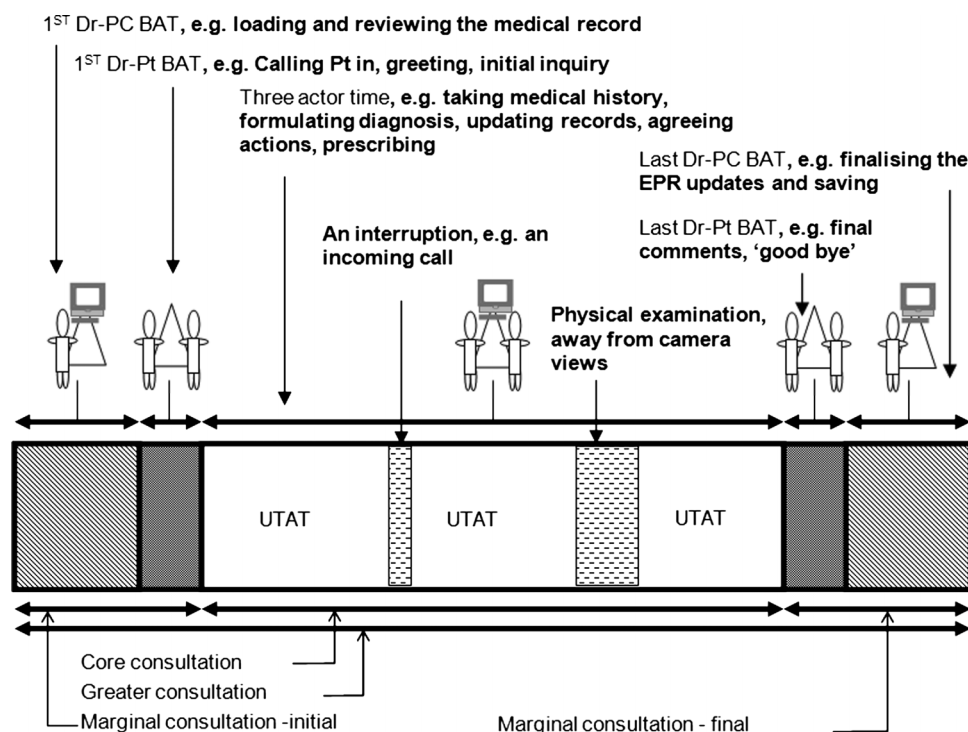 1ST Dr-PC BAT, e.g. loading and reviewing the medical record
1ST Dr-Pt BAT, e.g. Calling Pt in, greeting, initial inquiry
Three actor time, e.g. taking medical history,
formulating diagnosis, updating records, agreeing
actions, prescribing
Last Dr-PC BAT, e.g. finalising the
EPR updates and saving
An interruption, e.g. an
incoming call
Last Dr-Pt BAT, e.g. final
comments, ‘good bye’
Physical examination,
away from camera
views
UTAT
UTAT
UTAT
Core consultation
Greater consultation
Marginal consultation -initial
Marginal consultation - final